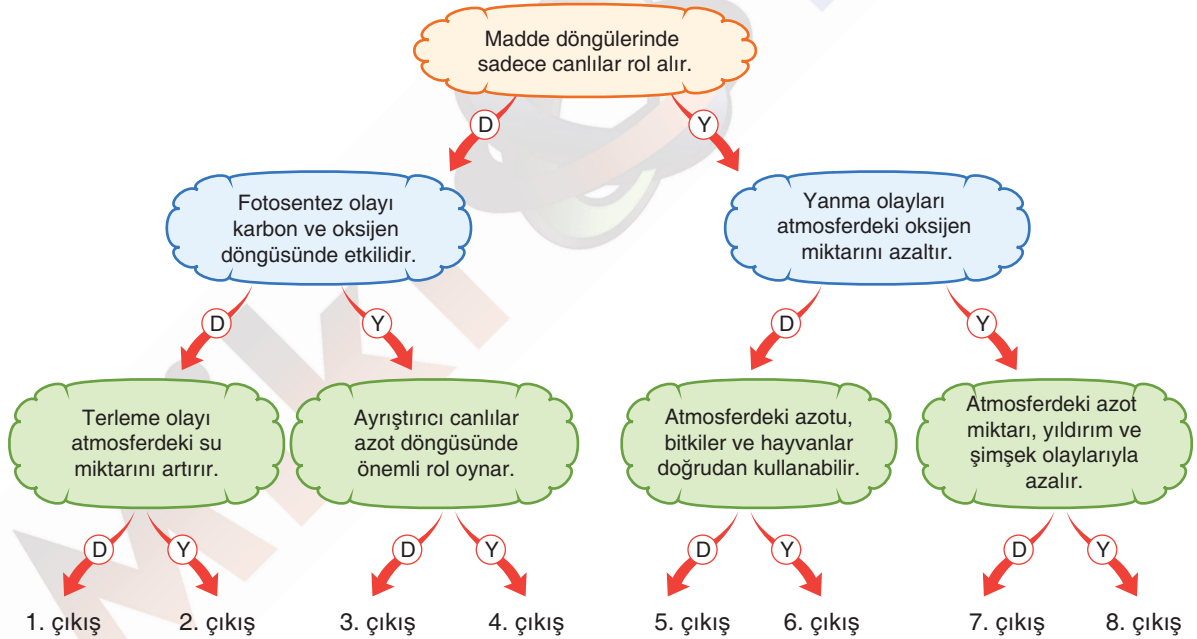 Madde döngülerinde
sadece canlılar rol alır.
D
Y
Fotosentez olayı
karbon ve oksijen
döngüsünde etkilidir.
Yanma olayları
atmosferdeki oksijen
miktarını azaltır.
D
Y
D
Y
Terleme olayı
atmosferdeki su
miktarını artırır.
Ayrıştırıcı canlılar
azot döngüsünde
önemli rol oynar.
Atmosferdeki azotu,
bitkiler ve hayvanlar
doğrudan kullanabilir.
Atmosferdeki azot
miktarı, yıldırım ve
şimşek olaylarıyla
azalır.
D
Y
D
Y
D
Y
D
Y
1. çıkış
2. çıkış
3. çıkış
4. çıkış
5. çıkış
6. çıkış
7. çıkış
8. çıkış